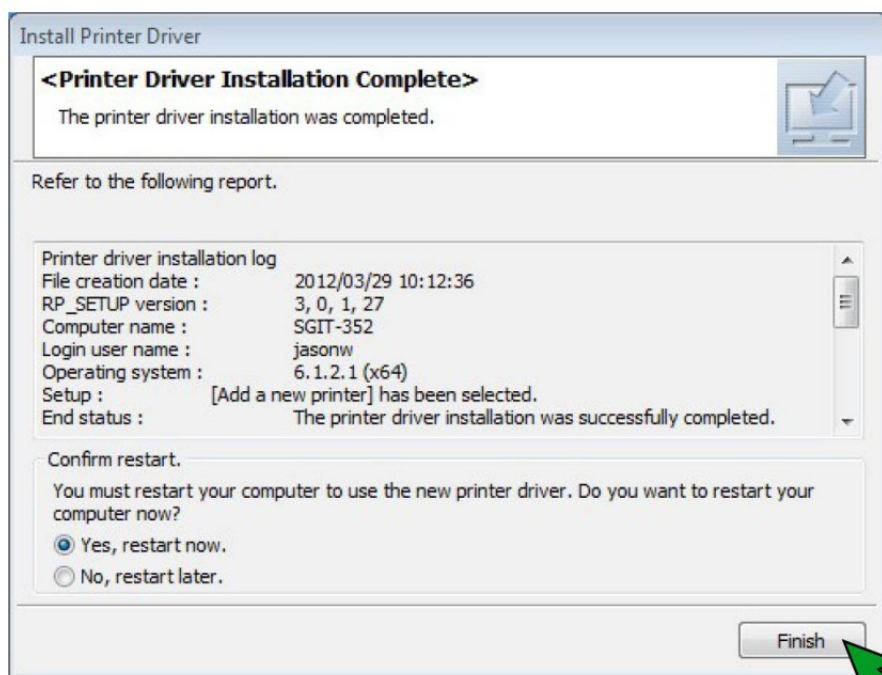 Install Printer Driver
<Printer Driver Installation Complete>
The printer driver installation was completed.
Refer to the following report.
Printer driver installation log
File creation date : 2012/03/29 10:12:36
RP_SETUP version : 3, 0, 1, 27
Computer name : SGIT-352
Login user name : jasonw
Operating system : 6.1.2.1 (x64)
Setup : [Add a new printer] has been selected.
End status : The printer driver installation was successfully completed.
Confirm restart.
You must restart your computer to use the new printer driver. Do you want to restart your
computer now?
Yes, restart now.
No, restart later.
Finish